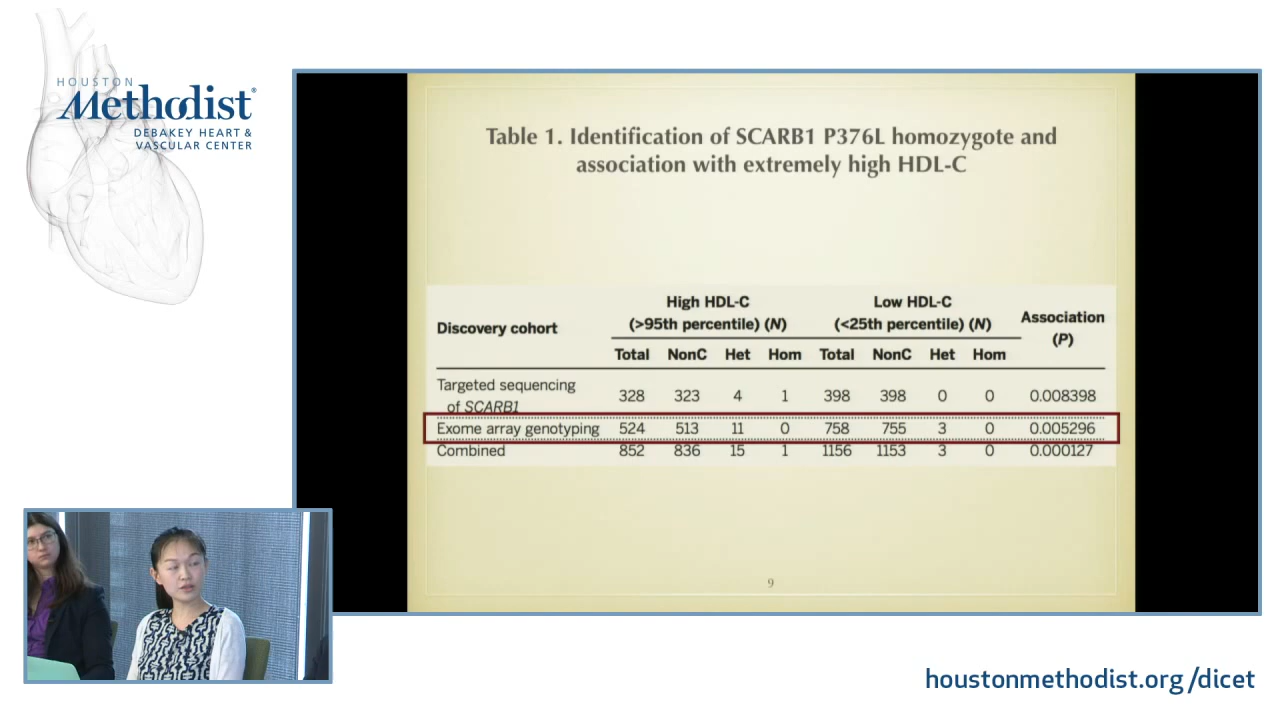 HOUSTON
Methodist®
DEBAKEY HEART &
VASCULAR CENTER
Table 1. Identification of SCARB1 P376L homozygote and
association with extremely high HDL-C
Discovery cohort
High HDL-C
(>95th percentile) (N)
Low HDL-C
(<25th percentile) (N)
Association
(P)
Total NonC Het Hom Total NonC Het Hom
Targeted sequencing
of SCARB1 328 323 4 1 398 398 0 0 0.008398
Exome array genotyping 524 513 11 0 758 755 3 0 0.005296
Combined 852 836 15 1 1156 1153 3 0 0.000127
9
houstonmethodist.org/dicet